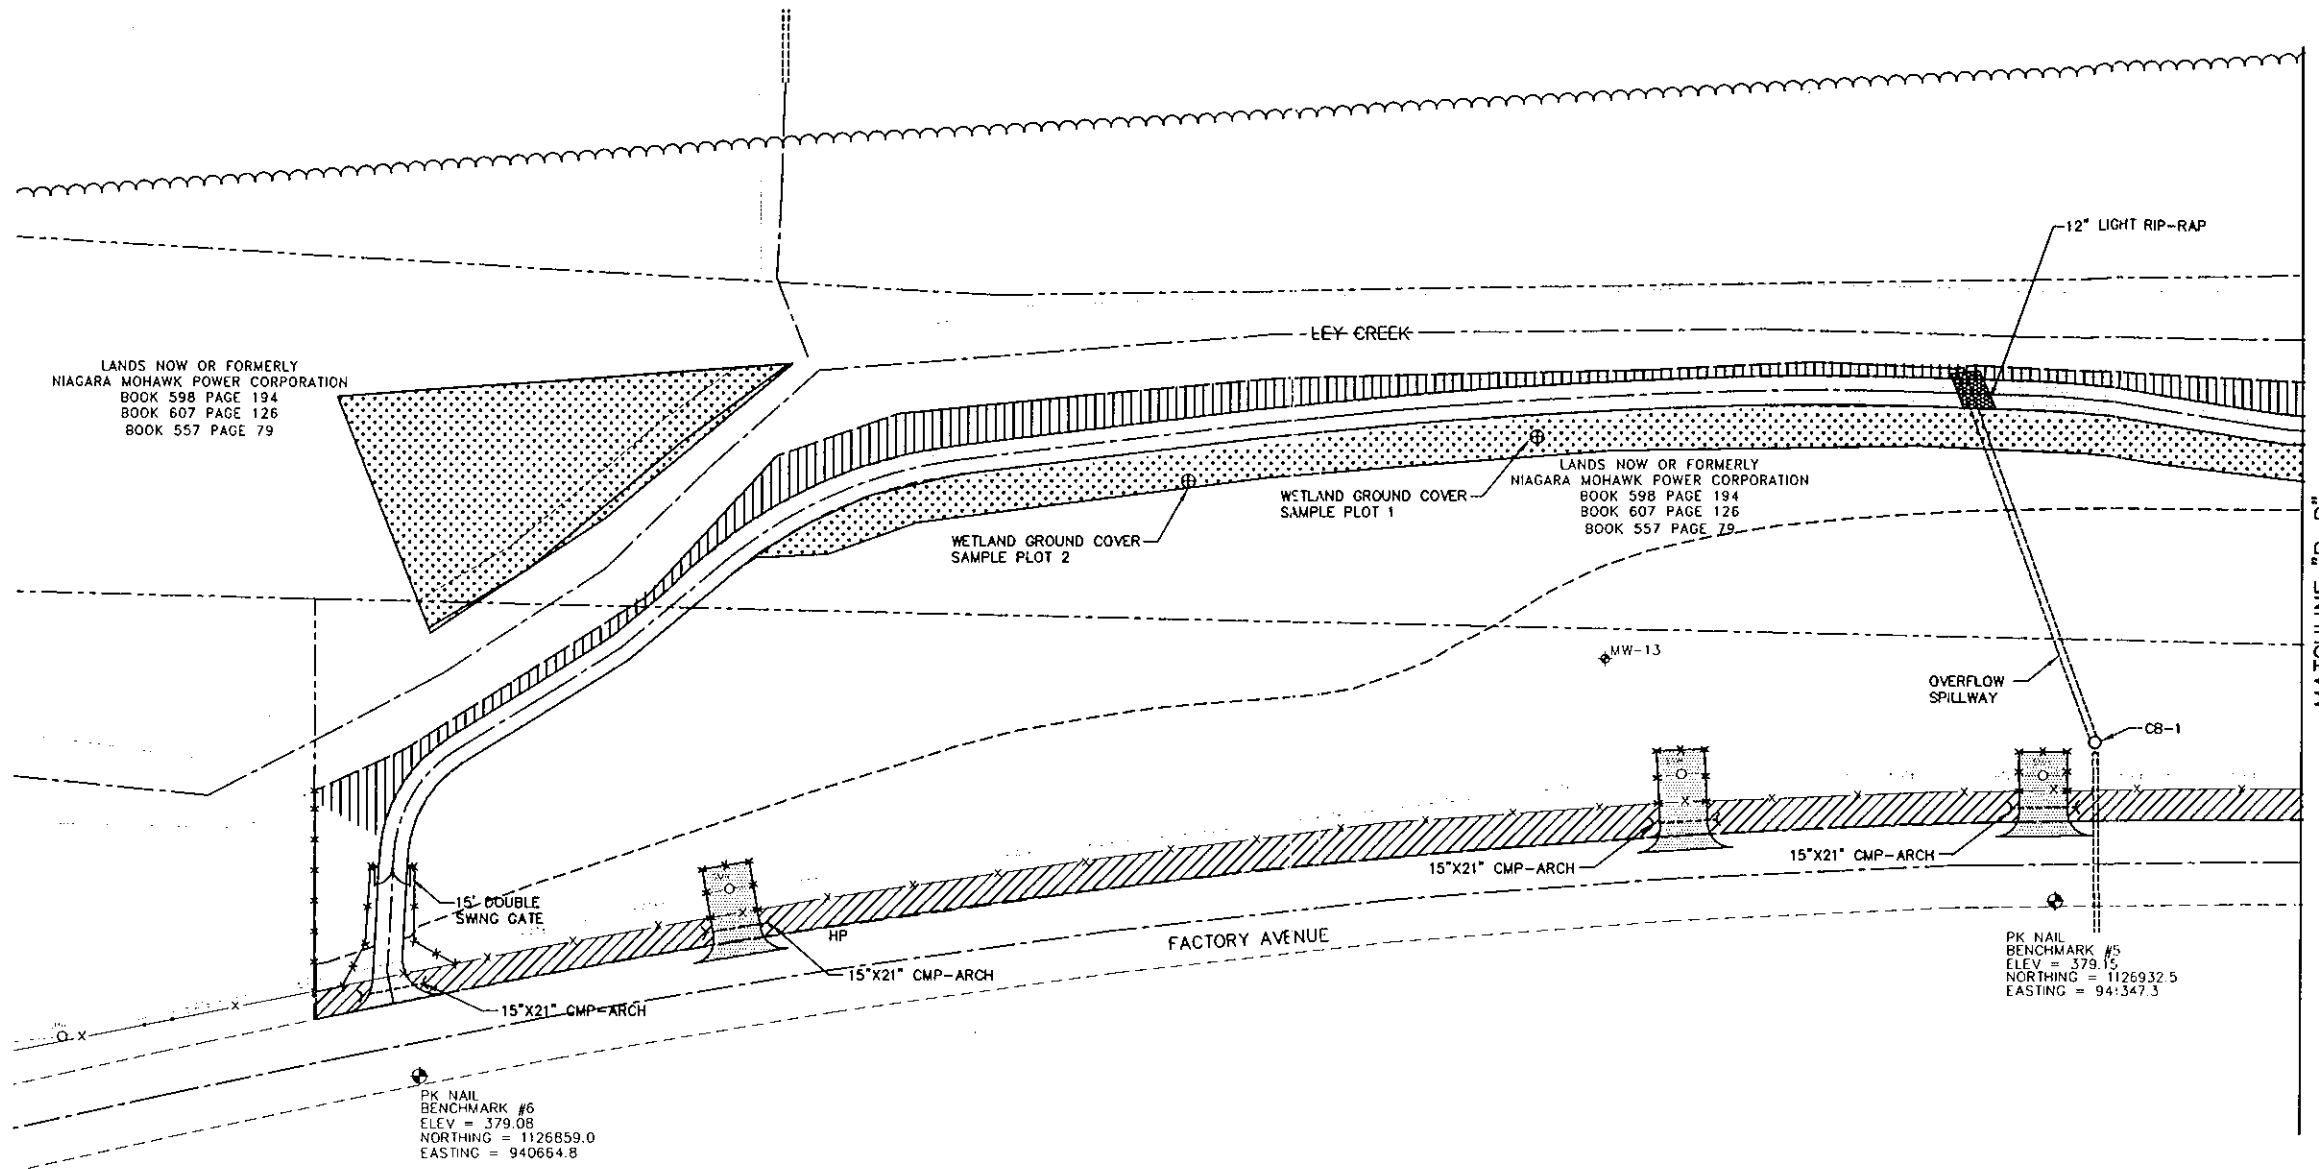 12" LIGHT RIP-RAP
LEY CREEK
LANDS NOW OR FORMERLY
NIAGARA MOHAWK POWER CORPORATION
BOOK 598 PAGE 194
BOOK 607 PAGE 126
BOOK 557 PAGE 79
LANDS NOW OR FORMERLY
NIAGARA MOHAWK POWER CORPORATION
BOOK 598 PAGE 194
BOOK 607 PAGE 126
BOOK 557 PAGE 79
WETLAND GROUND COVER
SAMPLE PLOT 1
WETLAND GROUND COVER
SAMPLE PLOT 2
MW-13
OVERFLOW
SPILLWAY
CB-1
15"X21" CMP-ARCH
15"X21" CMP-ARCH
15' DOUBLE
SWING GATE
HP
FACTORY AVENUE
15"X21" CMP-ARCH
15"X21" CMP-ARCH
PK NAIL
BENCHMARK #5
ELEV = 379.15
NORTHING = 1126932.5
EASTING = 941347.3
PK NAIL
BENCHMARK #6
ELEV = 379.08
NORTHING = 1126859.0
EASTING = 940664.8